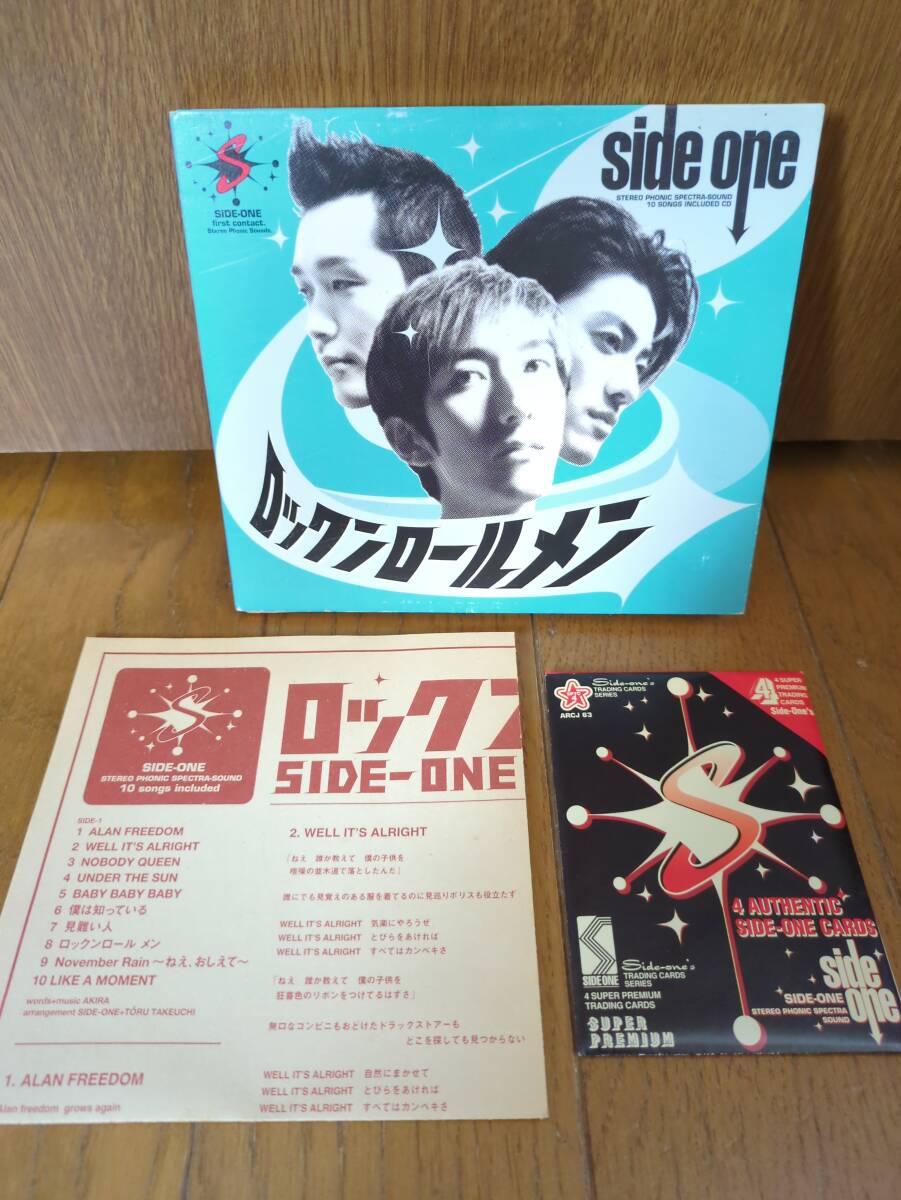 SIDE-ONE
first contact.
Stereo Phonic Sounds.
side one
STEREO PHONIC SPECTRA-SOUND
10 SONGS INCLUDED CD
ロックンロールメン
SIDE-ONE
STEREO PHONIC SPECTRA-SOUND
10 songs included
ロックン
SIDE-ONE
SIDE-1
1 ALAN FREEDOM
2 WELL IT'S ALRIGHT
3 NOBODY QUEEN
4 UNDER THE SUN
5 BABY BABY BABY
6 僕は知っている
7 見難い人
8 ロックンロール メン
9 November Rain 〜ねえ、おしえて〜
10 LIKE A MOMENT
words+music AKIRA
arrangement SIDE-ONE+TŌRU TAKEUCHI
1. ALAN FREEDOM
Alan freedom grows again
2. WELL IT'S ALRIGHT
「ねえ 誰か教えて 僕の子供を
喧噪の並木道で落としたんだ」
誰にでも見覚えのある服を着てるのに見巡りポリスも役立たず
WELL IT'S ALRIGHT 気楽にやろうぜ
WELL IT'S ALRIGHT とびらをあければ
WELL IT'S ALRIGHT すべてはカンペキさ
「ねえ 誰か教えて 僕の子供を
狂喜色のリボンをつけてるはずさ」
無口なコンビニもおどけたドラックストアーも
どこを探しても見つからない
WELL IT'S ALRIGHT 自然にまかせて
WELL IT'S ALRIGHT とびらをあければ
WELL IT'S ALRIGHT すべてはカンペキさ
Side-one's
TRADING CARDS
SERIES
ARCJ 63
4
4 SUPER
PREMIUM
TRADING
CARDS
Side-One's
S
4 AUTHENTIC
SIDE-ONE CARDS
SIDE ONE
Side-one's
TRADING CARDS
SERIES
4 SUPER PREMIUM
TRADING CARDS
SUPER
PREMIUM
side one
SIDE-ONE
STEREO PHONIC SPECTRA
SOUND